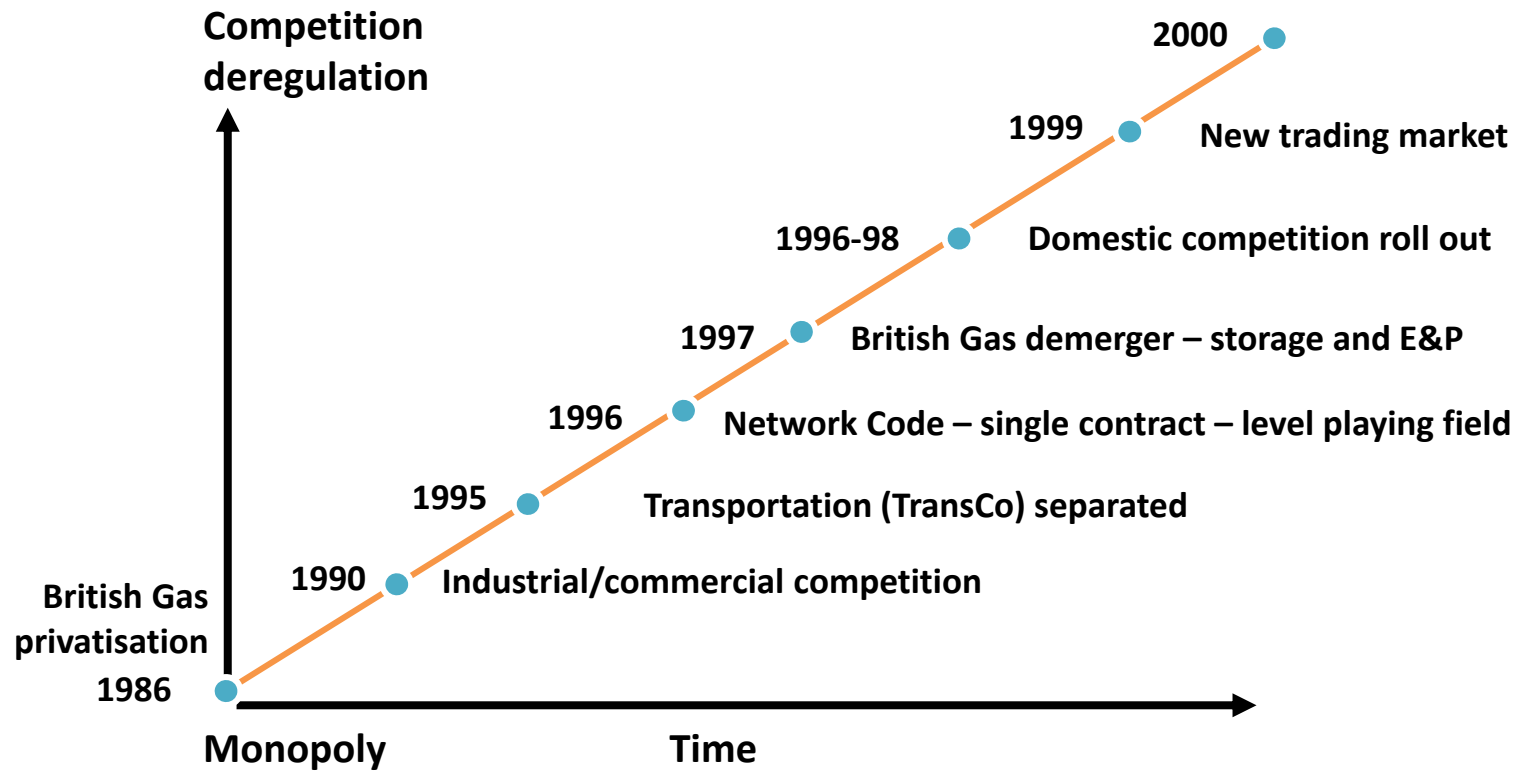 Competition
deregulation
2000
1999
New trading market
1996-98
Domestic competition roll out
1997
British Gas demerger – storage and E&P
1996
Network Code – single contract – level playing field
1995
Transportation (TransCo) separated
1990
Industrial/commercial competition
British Gas
privatisation
1986
Monopoly
Time